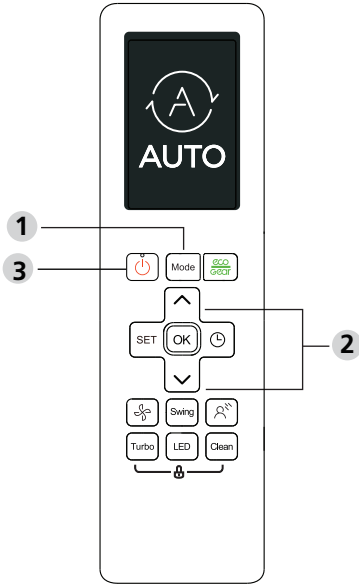 A
AUTO
1
3
Mode
eco
Gear
SET
OK
2
Swing
Turbo
LED
Clean